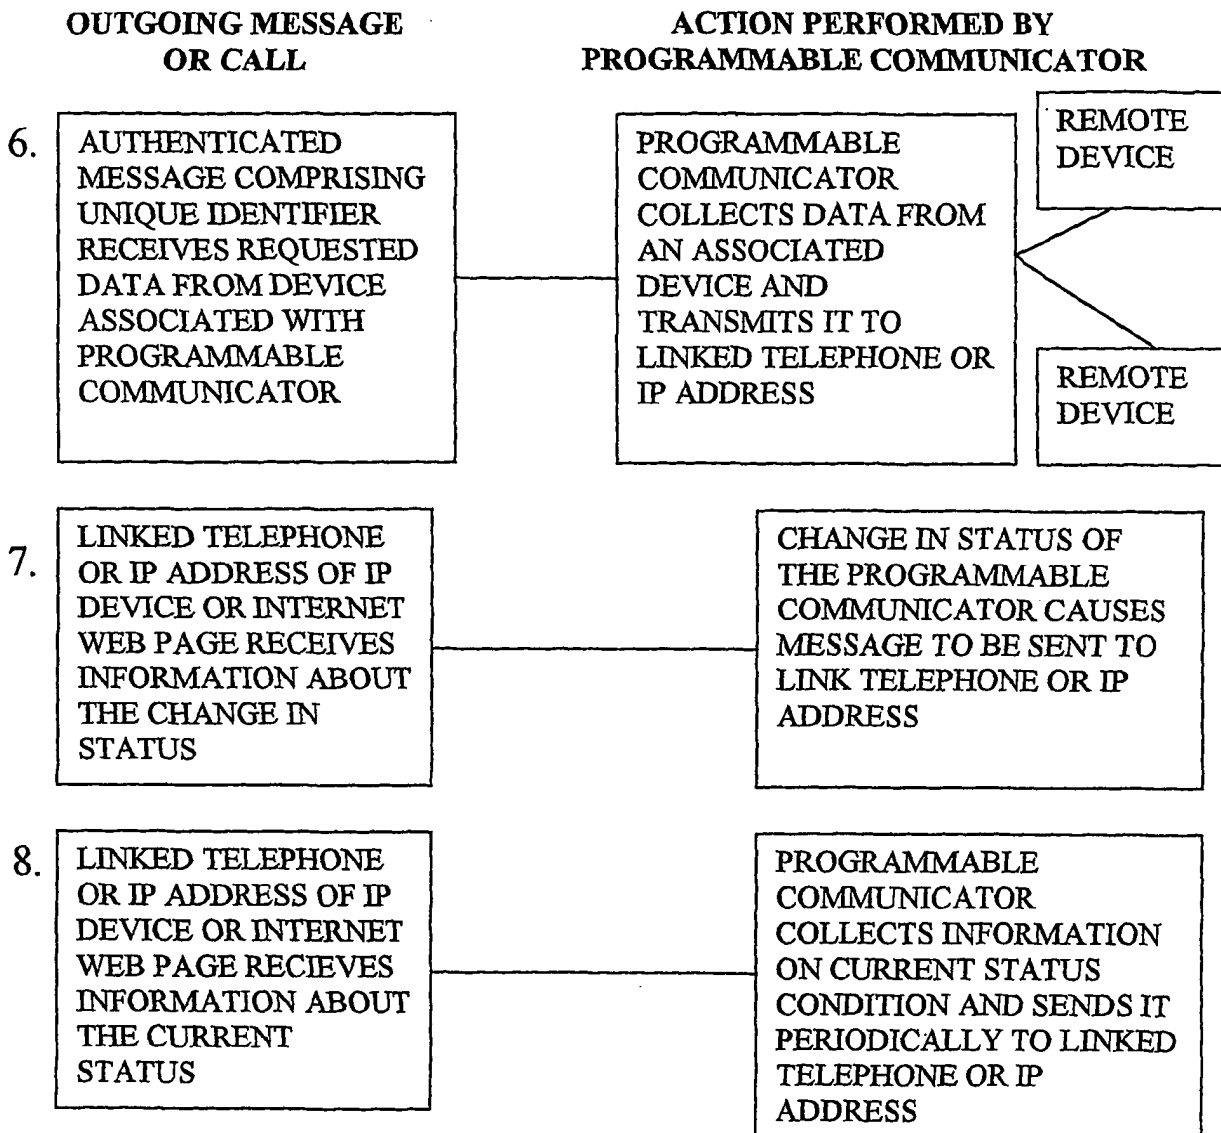 OUTGOING MESSAGE
OR CALL
ACTION PERFORMED BY
PROGRAMMABLE COMMUNICATOR
6.
AUTHENTICATED
MESSAGE COMPRISING
UNIQUE IDENTIFIER
RECEIVES REQUESTED
DATA FROM DEVICE
ASSOCIATED WITH
PROGRAMMABLE
COMMUNICATOR
PROGRAMMABLE
COMMUNICATOR
COLLECTS DATA FROM
AN ASSOCIATED
DEVICE AND
TRANSMITS IT TO
LINKED TELEPHONE OR
IP ADDRESS
REMOTE
DEVICE
REMOTE
DEVICE
7.
LINKED TELEPHONE
OR IP ADDRESS OF IP
DEVICE OR INTERNET
WEB PAGE RECEIVES
INFORMATION ABOUT
THE CHANGE IN
STATUS
CHANGE IN STATUS OF
THE PROGRAMMABLE
COMMUNICATOR CAUSES
MESSAGE TO BE SENT TO
LINK TELEPHONE OR IP
ADDRESS
8.
LINKED TELEPHONE
OR IP ADDRESS OF IP
DEVICE OR INTERNET
WEB PAGE RECIEVES
INFORMATION ABOUT
THE CURRENT
STATUS
PROGRAMMABLE
COMMUNICATOR
COLLECTS INFORMATION
ON CURRENT STATUS
CONDITION AND SENDS IT
PERIODICALLY TO LINKED
TELEPHONE OR IP
ADDRESS